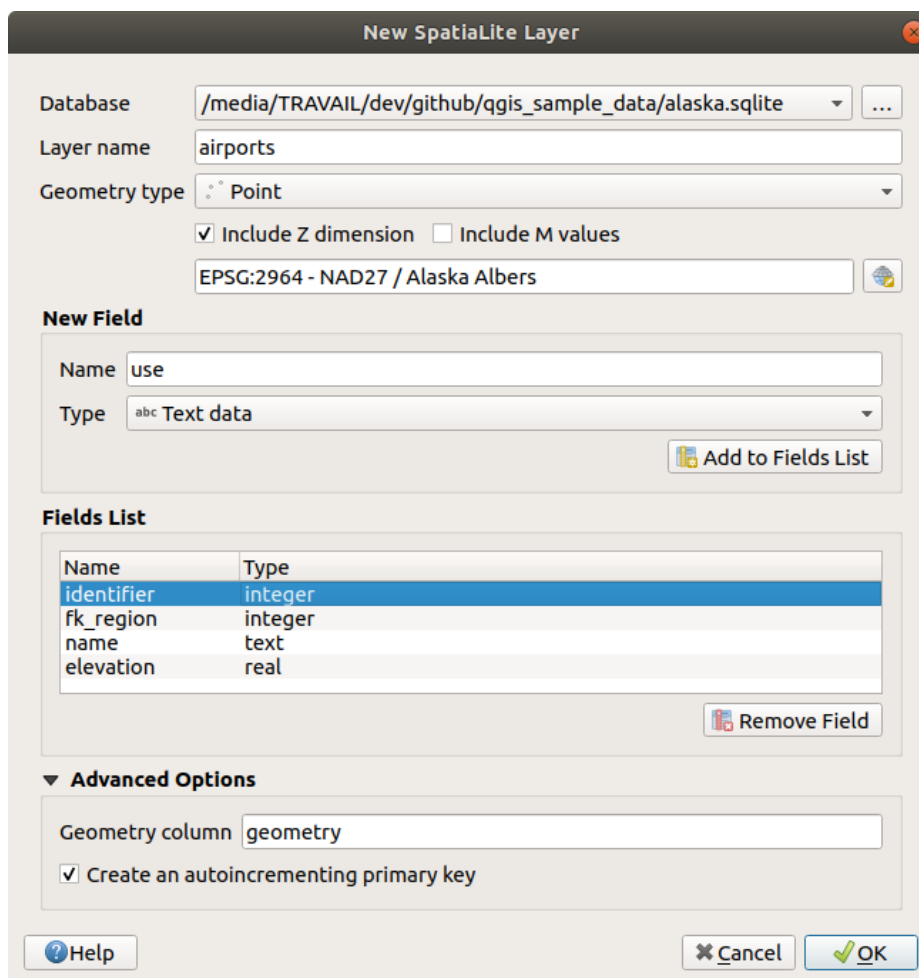 New SpatiaLite Layer
Database /media/TRAVAIL/dev/github/qgis_sample_data/alaska.sqlite ...
Layer name airports
Geometry type Point
Include Z dimension Include M values
EPSG:2964 - NAD27 / Alaska Albers
New Field
Name use
Type abc Text data
Add to Fields List
Fields List
Name Type
identifier integer
fk_region integer
name text
elevation real
Remove Field
Advanced Options
Geometry column geometry
Create an autoincrementing primary key
Help Cancel OK